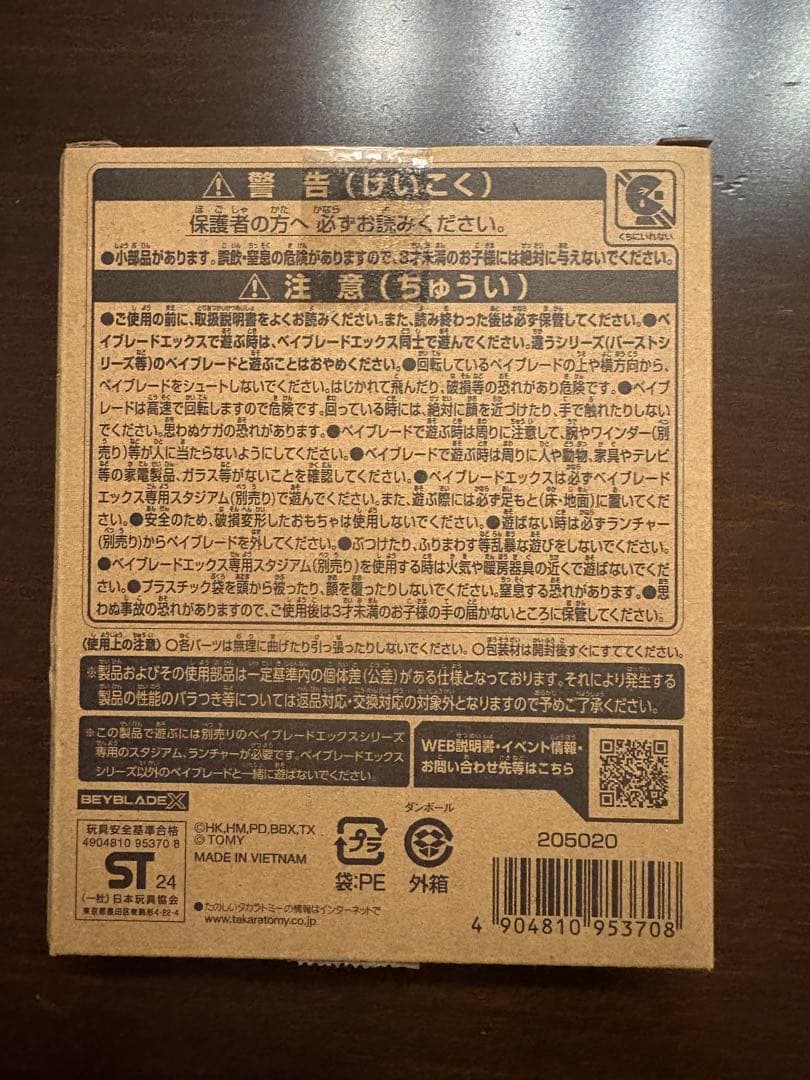 ⚠警告(けいこく)
保護者の方へ 必ずお読みください。
くちにいれない
●小部品があります。誤飲・窒息の危険がありますので、3才未満のお子様には絶対に与えないでください。
⚠注意(ちゅうい)
●ご使用の前に、取扱説明書をよくお読みください。また、読み終わった後は必ず保管してください。●ベ
イブレードエックスで遊ぶ時は、ベイブレードエックス同士で遊んでください。違うシリーズ(バーストシ
リーズ等)のベイブレードと遊ぶことはおやめください。●回転しているベイブレードの上や横方向から、
ベイブレードをシュートしないでください。はじかれて飛んだり、破損等の恐れがあり危険です。●ベイブ
レードは高速で回転しますので危険です。回っている時には、絶対に顔を近づけたり、手で触れたりしない
でください。思わぬケガの恐れがあります。●ベイブレードで遊ぶ時は周りに注意して、腕やワインダー(別
売り)等が人に当たらないようにしてください。●ベイブレードで遊ぶ時は周りに人や動物、家具やテレビ
等の家電製品、ガラス等がないことを確認してください。●ベイブレードエックスは必ずベイブレード
エックス専用スタジアム(別売り)で遊んでください。また、遊ぶ際には必ず足もと(床・地面)に置いてくだ
さい。●安全のため、破損変形したおもちゃは使用しないでください。●遊ばない時は必ずランチャー
(別売り)からベイブレードを外してください。●ぶつけたり、ふりまわす等乱暴な遊びをしないでください。
●ベイブレードエックス専用スタジアム(別売り)を使用する時は火気や暖房器具の近くで遊ばないでくだ
さい。●プラスチック袋を頭から被ったり、顔を覆ったりしないでください。窒息する恐れがあります。●思
わぬ事故の恐れがありますので、ご使用後は3才未満のお子様の手の届かないところに保管してください。
〈使用上の注意〉○各パーツは無理に曲げたり引っ張ったりしないでください。○包装材は開封後すぐにすててください。
※製品およびその使用部品は一定基準内の個体差(公差)がある仕様となっております。それにより発生する
製品の性能のバラつき等については返品対応・交換対応の対象外となりますので予めご了承ください。
※この製品で遊ぶには別売りのベイブレードエックスシリーズ
専用のスタジアム、ランチャーが必要です。ベイブレードエックス
シリーズ以外のベイブレードと一緒に遊ばないでください。
WEB説明書・イベント情報・
お問い合わせ先等はこちら
BEYBLADE X
玩具安全基準合格
4904810 95370 8
ST 24
(一社)日本玩具協会
東京都墨田区東駒形4-22-4
©HK,HM,PD,BBX,TX
©TOMY
MADE IN VIETNAM
プラ
袋:PE
ダンボール
外箱
●たのしいタカラトミーの情報はインターネットで
www.takaratomy.co.jp
205020
4 904810 953708